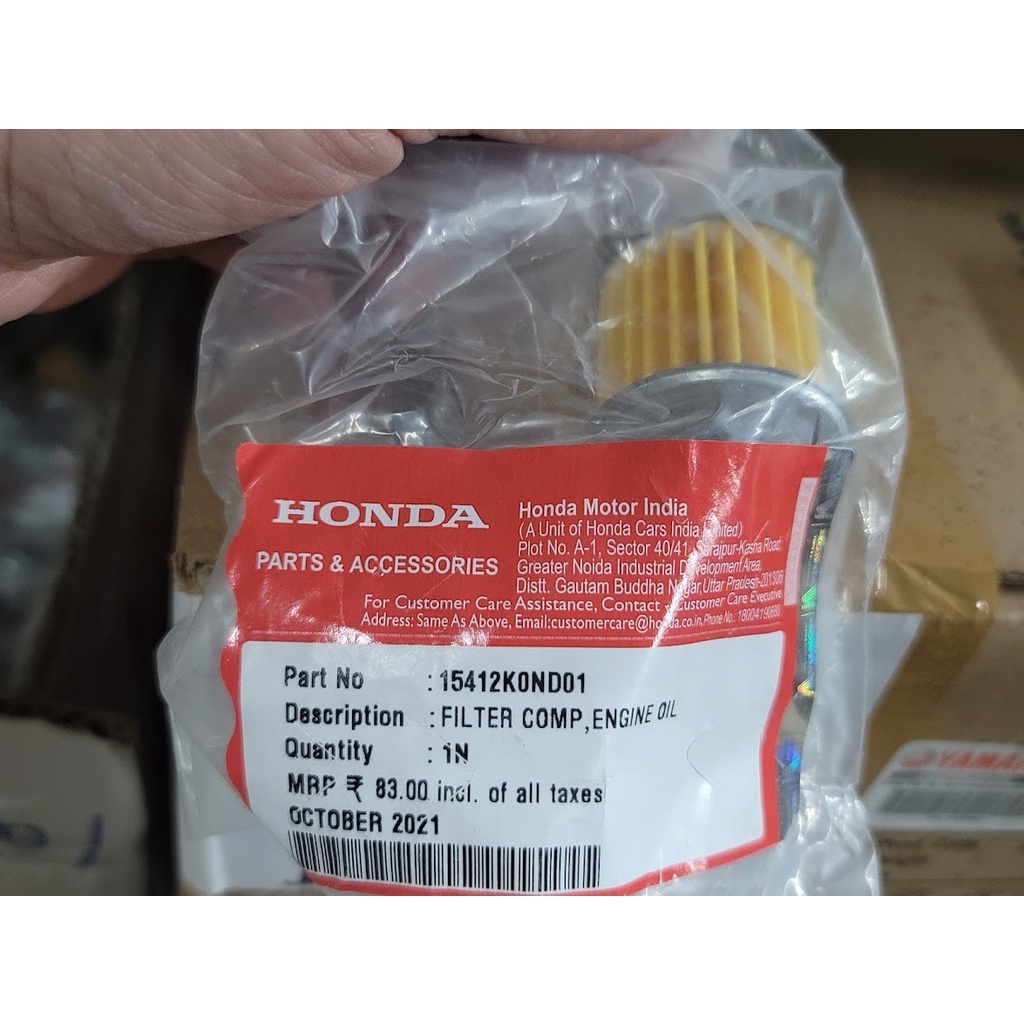 HONDA
PARTS & ACCESSORIES
Honda Motor India
(A Unit of Honda Cars India Limited)
Plot No. A-1, Sector 40/41, Surajpur-Kasna Road,
Greater Noida Industrial Development Area,
Distt. Gautam Buddha Nagar, Uttar Pradesh-201306
For Customer Care Assistance, Contact - Customer Care Executive
Address: Same As Above, Email:customercare@honda.co.in, Phone No.:
Part No : 15412K0ND01
Description : FILTER COMP,ENGINE OIL
Quantity : 1N
MRP ₹ 83.00 incl. of all taxes
OCTOBER 2021